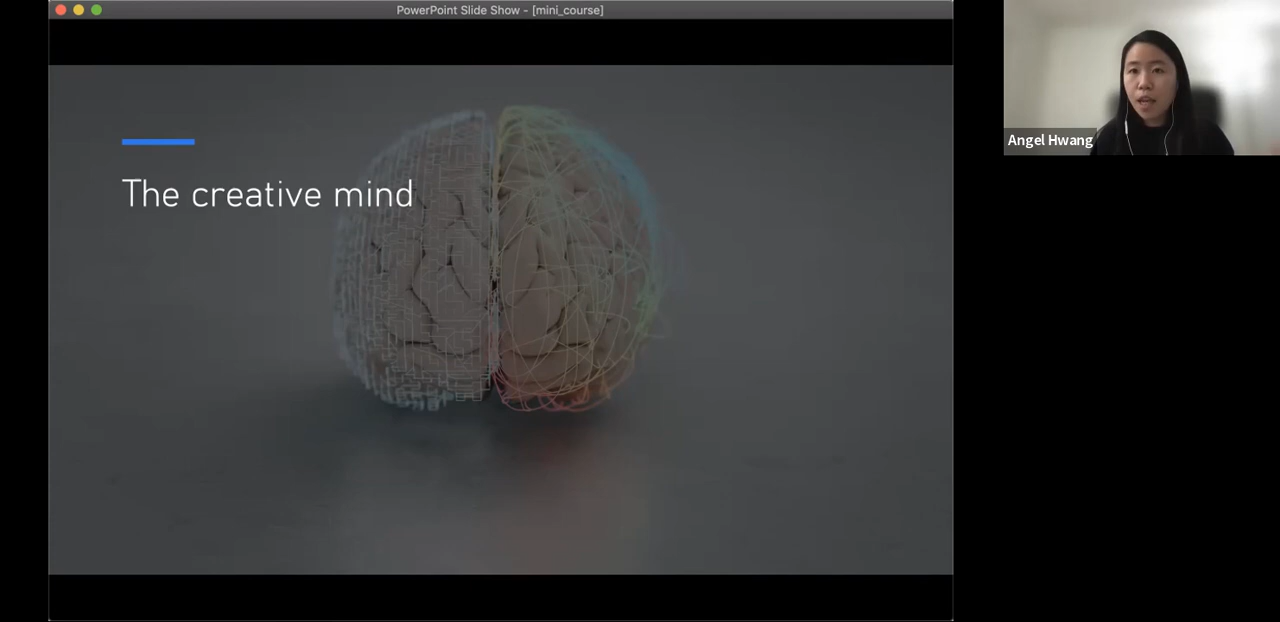 PowerPoint Slide Show - [mini_course]
The creative mind
Angel Hwang